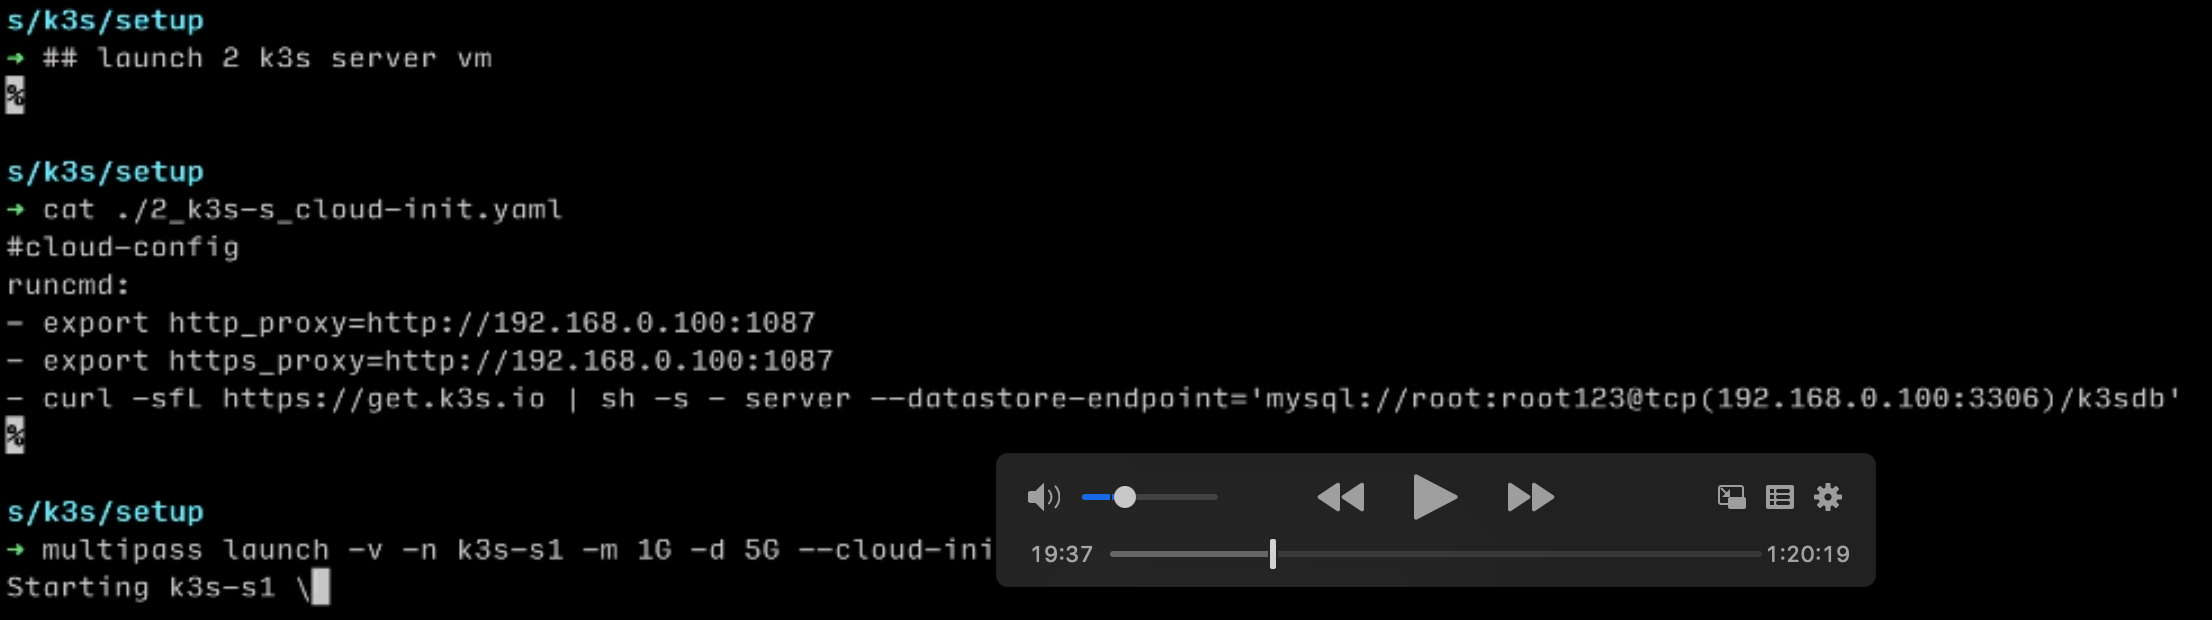 s/k3s/setup
→ ## launch 2 k3s server vm
%
s/k3s/setup
→ cat ./2_k3s-s_cloud-init.yaml
#cloud-config
runcmd:
- export http_proxy=http://192.168.0.100:1087
- export https_proxy=http://192.168.0.100:1087
- curl -sfL https://get.k3s.io | sh -s - server --datastore-endpoint='mysql://root:root123@tcp(192.168.0.100:3306)/k3sdb'
%
s/k3s/setup
→ multipass launch -v -n k3s-s1 -m 1G -d 5G --cloud-ini
Starting k3s-s1 \
19:37
1:20:19